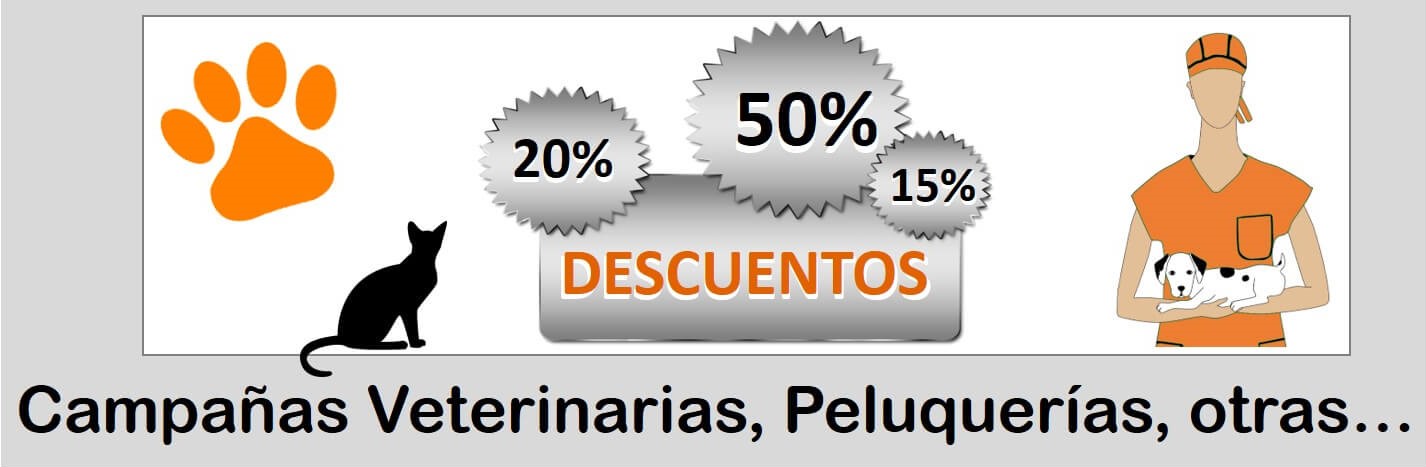 50%
20%
15%
DESCUENTOS
Campañas Veterinarias, Peluquerías, otras...